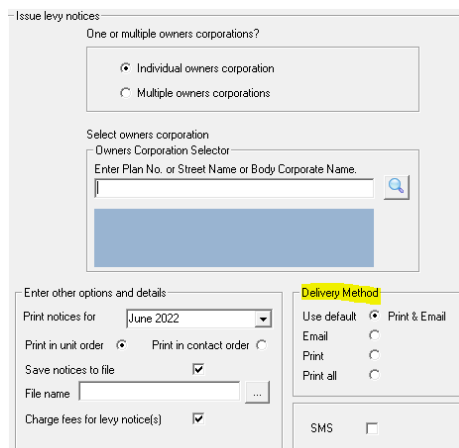 Issue levy notices
One or multiple owners corporations?
Individual owners corporation
Multiple owners corporations
Select owners corporation
Owners Corporation Selector
Enter Plan No. or Street Name or Body Corporate Name.
Enter other options and details
Print notices for June 2022
Print in unit order Print in contact order
Save notices to file
File name ...
Charge fees for levy notice(s)
Delivery Method
Use default Print & Email
Email
Print
Print all
SMS